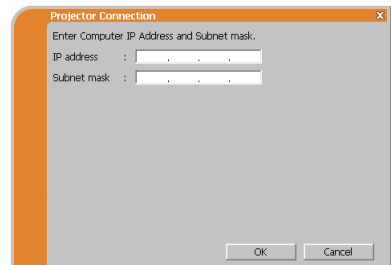 Projector Connection
Enter Computer IP Address and Subnet mask.
IP address : . . .
Subnet mask : . . .
OK Cancel